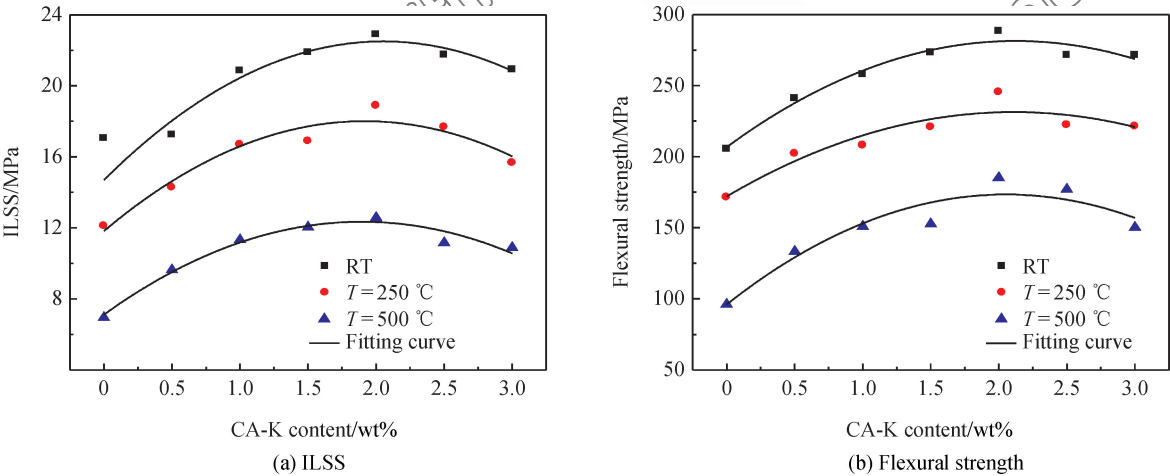 24
20
16
12
8
ILSS/MPa
RT
T=250 ℃
T=500 ℃
Fitting curve
0 0.5 1.0 1.5 2.0 2.5 3.0
CA-K content/wt%
(a) ILSS
300
250
200
150
100
50
Flexural strength/MPa
RT
T=250 ℃
T=500 ℃
Fitting curve
0 0.5 1.0 1.5 2.0 2.5 3.0
CA-K content/wt%
(b) Flexural strength